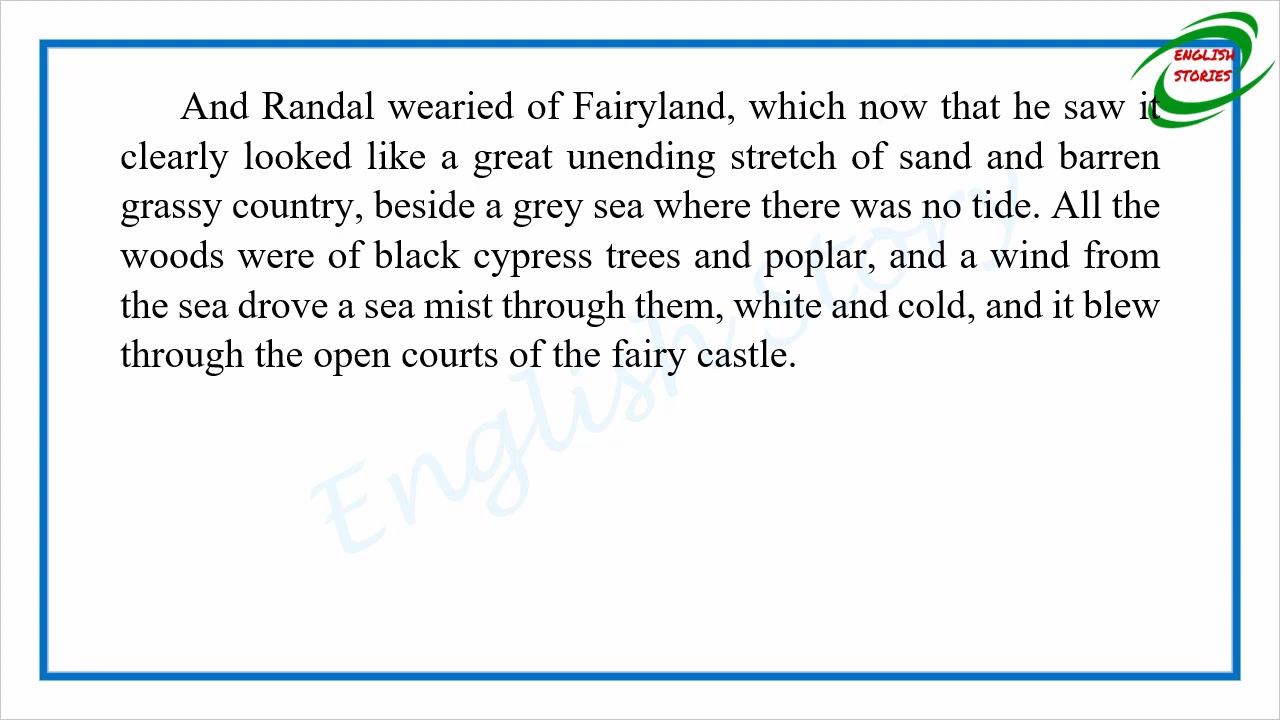 ENGLISH
STORIES
And Randal wearied of Fairyland, which now that he saw it
clearly looked like a great unending stretch of sand and barren
grassy country, beside a grey sea where there was no tide. All the
woods were of black cypress trees and poplar, and a wind from
the sea drove a sea mist through them, white and cold, and it blew
through the open courts of the fairy castle.
English Story